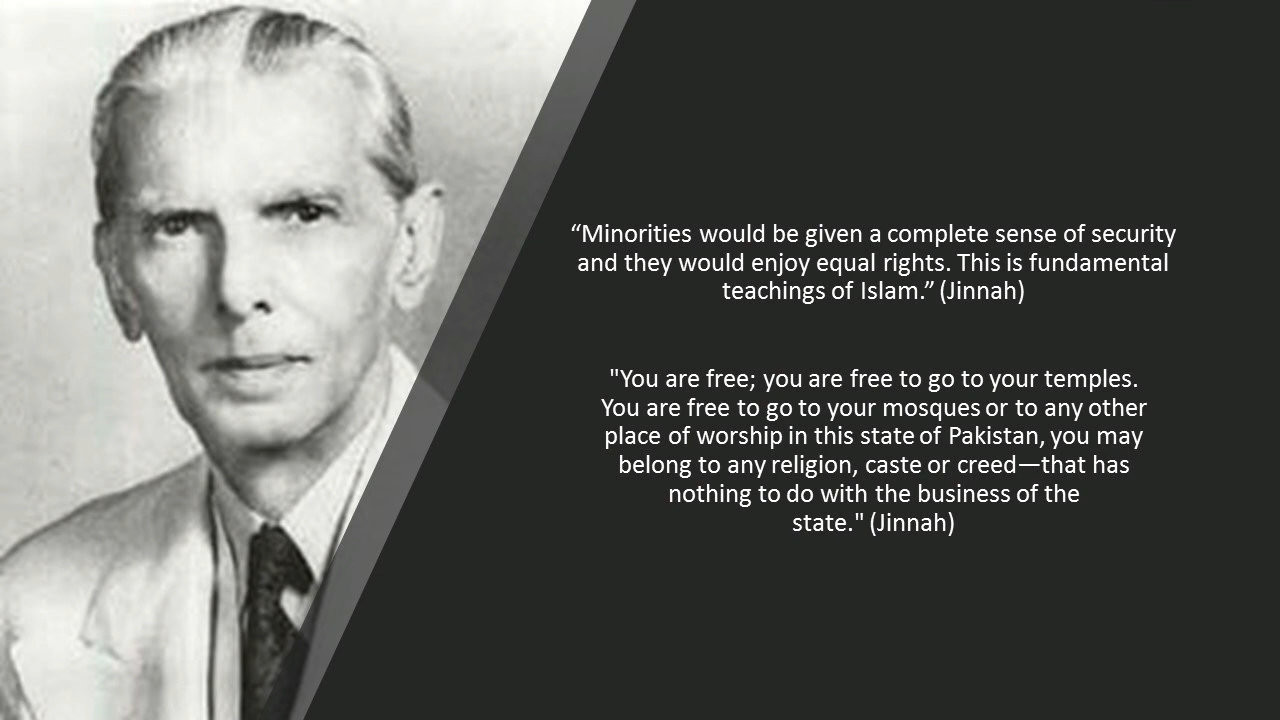 “Minorities would be given a complete sense of security
and they would enjoy equal rights. This is fundamental
teachings of Islam.” (Jinnah)
"You are free; you are free to go to your temples.
You are free to go to your mosques or to any other
place of worship in this state of Pakistan, you may
belong to any religion, caste or creed—that has
nothing to do with the business of the
state." (Jinnah)